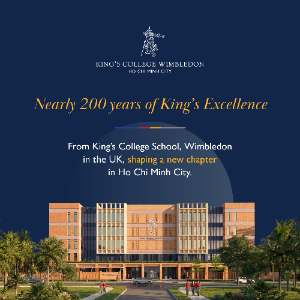 KING'S COLLEGE WIMBLEDON
HO CHI MINH CITY
Nearly 200 years of King's Excellence
From King's College School, Wimbledon
in the UK, shaping a new chapter
in Ho Chi Minh City.